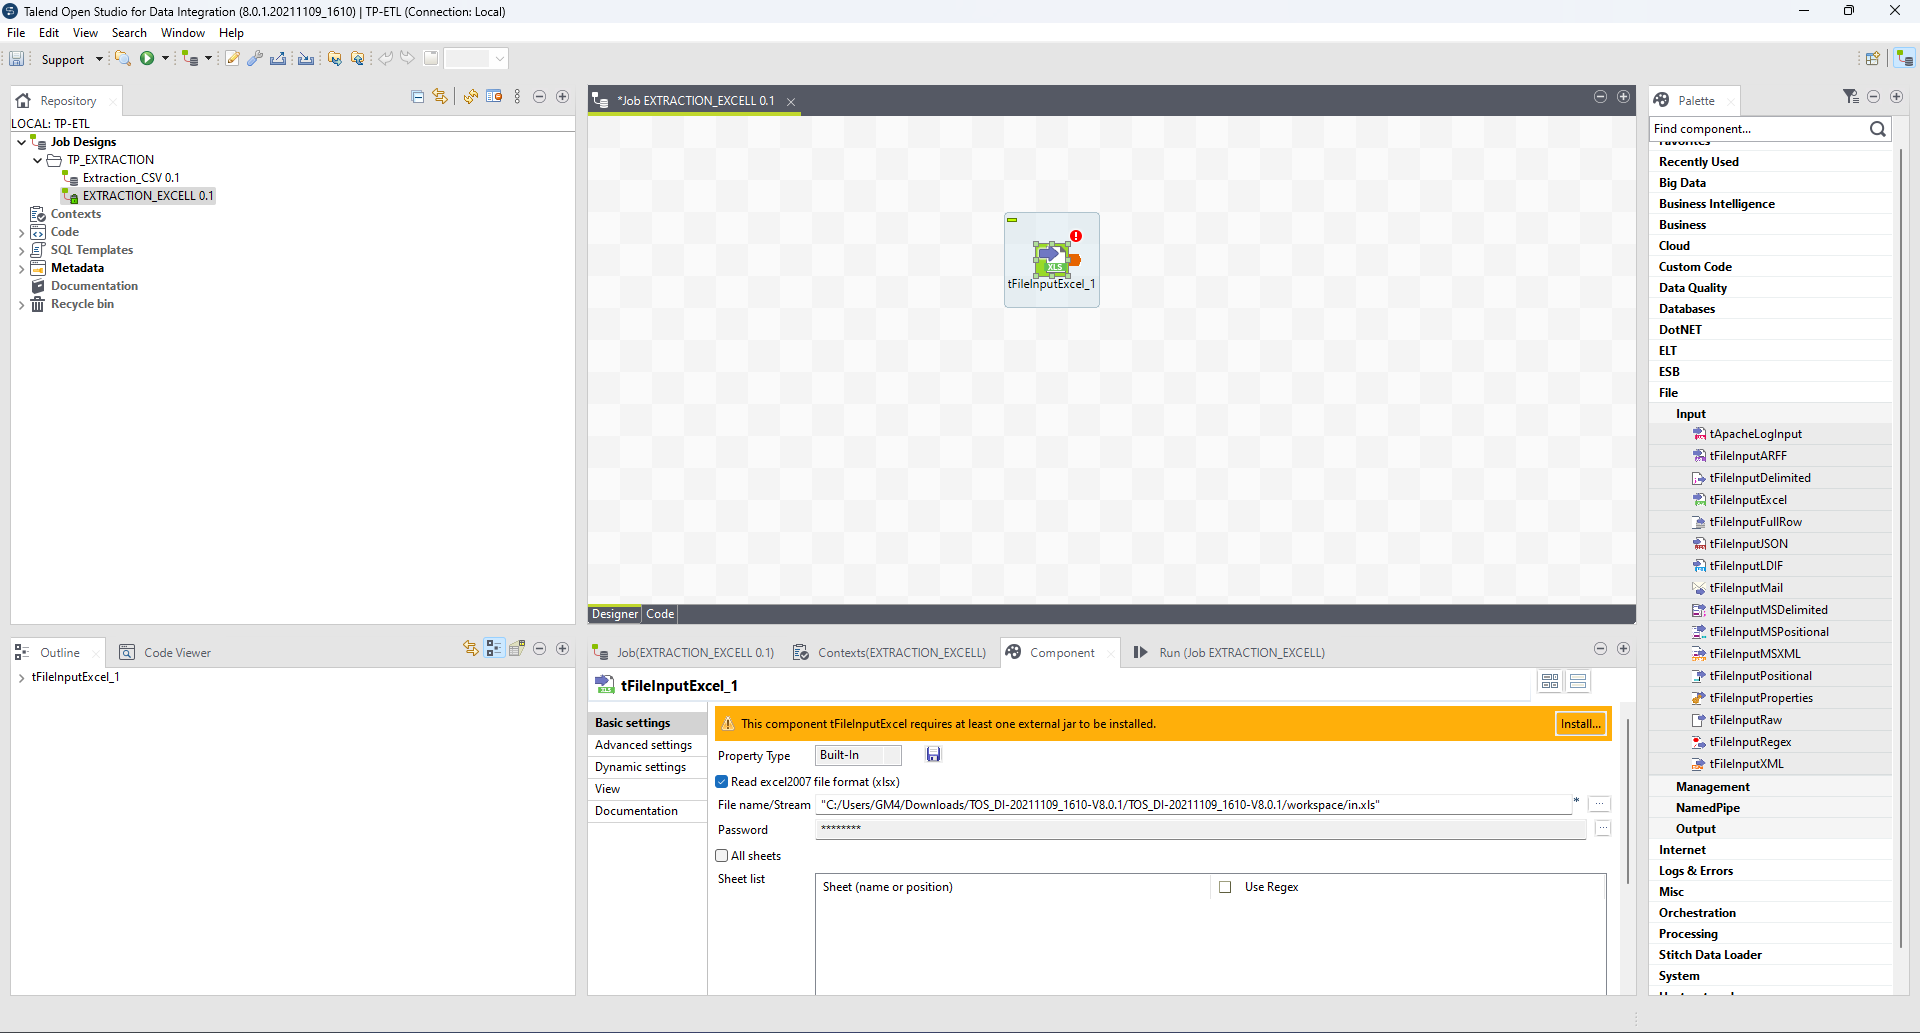 Talend Open Studio for Data Integration (8.0.1.20211109_1610) | TP-ETL (Connection: Local)
File Edit View Search Window Help
Support
Repository
LOCAL: TP-ETL
Job Designs
TP_EXTRACTION
Extraction_CSV 0.1
EXTRACTION_EXCELL 0.1
Contexts
Code
SQL Templates
Metadata
Documentation
Recycle bin
*Job EXTRACTION_EXCELL 0.1
XLS
tFileInputExcel_1
Designer Code
Palette
Find component...
Favorites
Recently Used
Big Data
Business Intelligence
Business
Cloud
Custom Code
Data Quality
Databases
DotNET
ELT
ESB
File
Input
tApacheLogInput
tFileInputARFF
tFileInputDelimited
tFileInputExcel
tFileInputFullRow
tFileInputJSON
tFileInputLDIF
tFileInputMail
tFileInputMSDelimited
tFileInputMSPositional
tFileInputMSXML
tFileInputPositional
tFileInputProperties
tFileInputRaw
tFileInputRegex
tFileInputXML
Management
NamedPipe
Output
Internet
Logs & Errors
Misc
Orchestration
Processing
Stitch Data Loader
System
Outline Code Viewer
tFileInputExcel_1
Job(EXTRACTION_EXCELL 0.1) Contexts(EXTRACTION_EXCELL) Component Run (Job EXTRACTION_EXCELL)
tFileInputExcel_1
Basic settings
Advanced settings
Dynamic settings
View
Documentation
This component tFileInputExcel requires at least one external jar to be installed. Install...
Property Type Built-In
Read excel2007 file format (xlsx)
File name/Stream "C:/Users/GM4/Downloads/TOS_DI-20211109_1610-V8.0.1/TOS_DI-20211109_1610-V8.0.1/workspace/in.xls" * ...
Password ******** ...
All sheets
Sheet list
Sheet (name or position) Use Regex